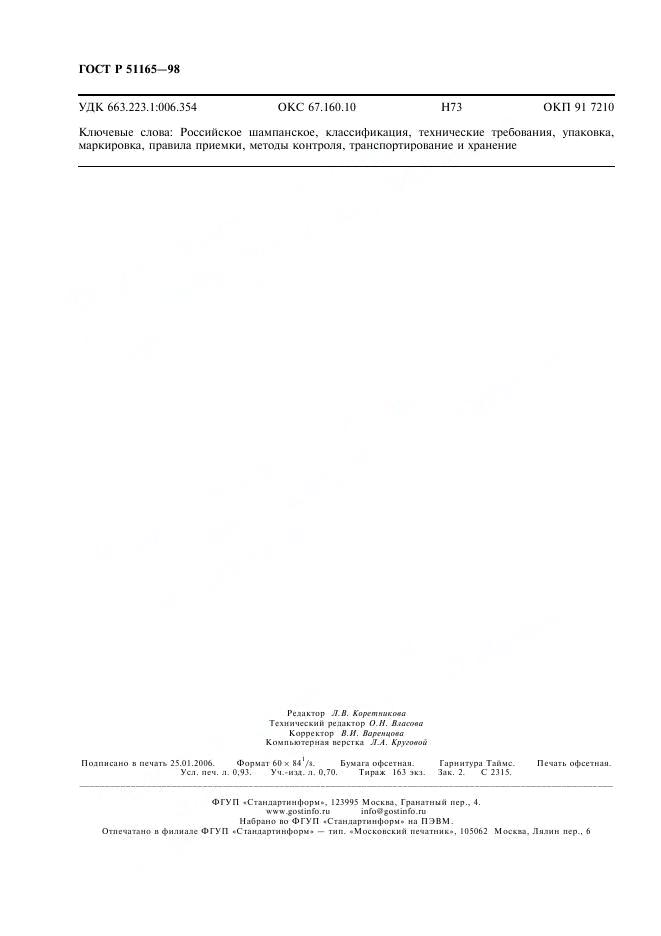 ГОСТ Р 51165—98
УДК 663.223.1:006.354 ОКС 67.160.10 Н73 ОКП 91 7210
Ключевые слова: Российское шампанское, классификация, технические требования, упаковка,
маркировка, правила приемки, методы контроля, транспортирование и хранение
Редактор Л.В. Коретникова
Технический редактор О.Н. Власова
Корректор В.И. Варенцова
Компьютерная верстка Л.А. Круговой
Подписано в печать 25.01.2006. Формат 60 × 84 1/8. Бумага офсетная. Гарнитура Таймс. Печать офсетная.
Усл. печ. л. 0,93. Уч.-изд. л. 0,70. Тираж 163 экз. Зак. 2. С 2315.
ФГУП «Стандартинформ», 123995 Москва, Гранатный пер., 4.
www.gostinfo.ru info@gostinfo.ru
Набрано во ФГУП «Стандартинформ» на ПЭВМ.
Отпечатано в филиале ФГУП «Стандартинформ» — тип. «Московский печатник», 105062 Москва, Лялин пер., 6